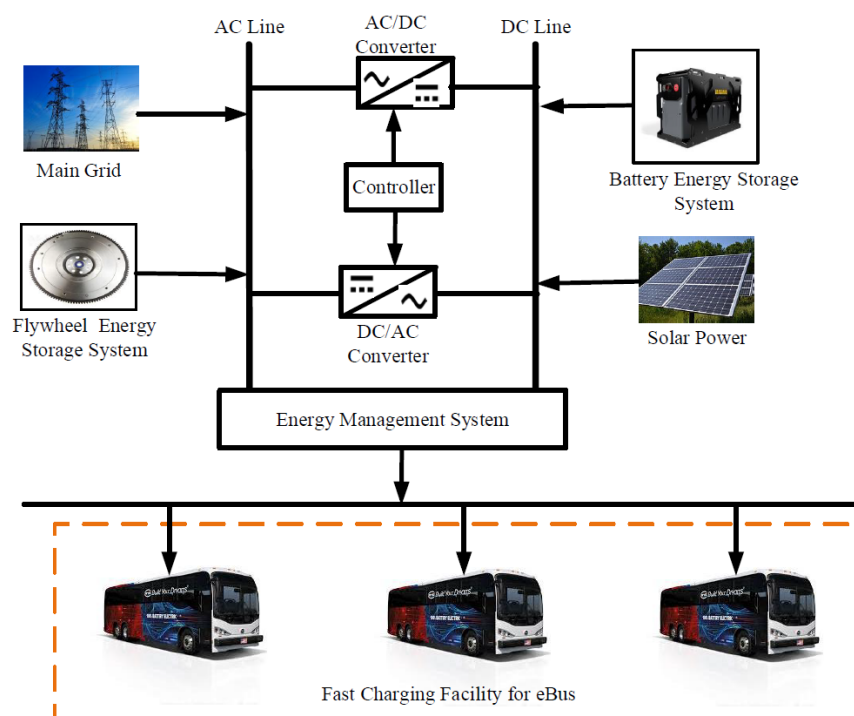 AC Line
AC/DC
Converter
DC Line
Main Grid
Controller
Battery Energy Storage
System
Flywheel Energy
Storage System
DC/AC
Converter
Solar Power
Energy Management System
Fast Charging Facility for eBus